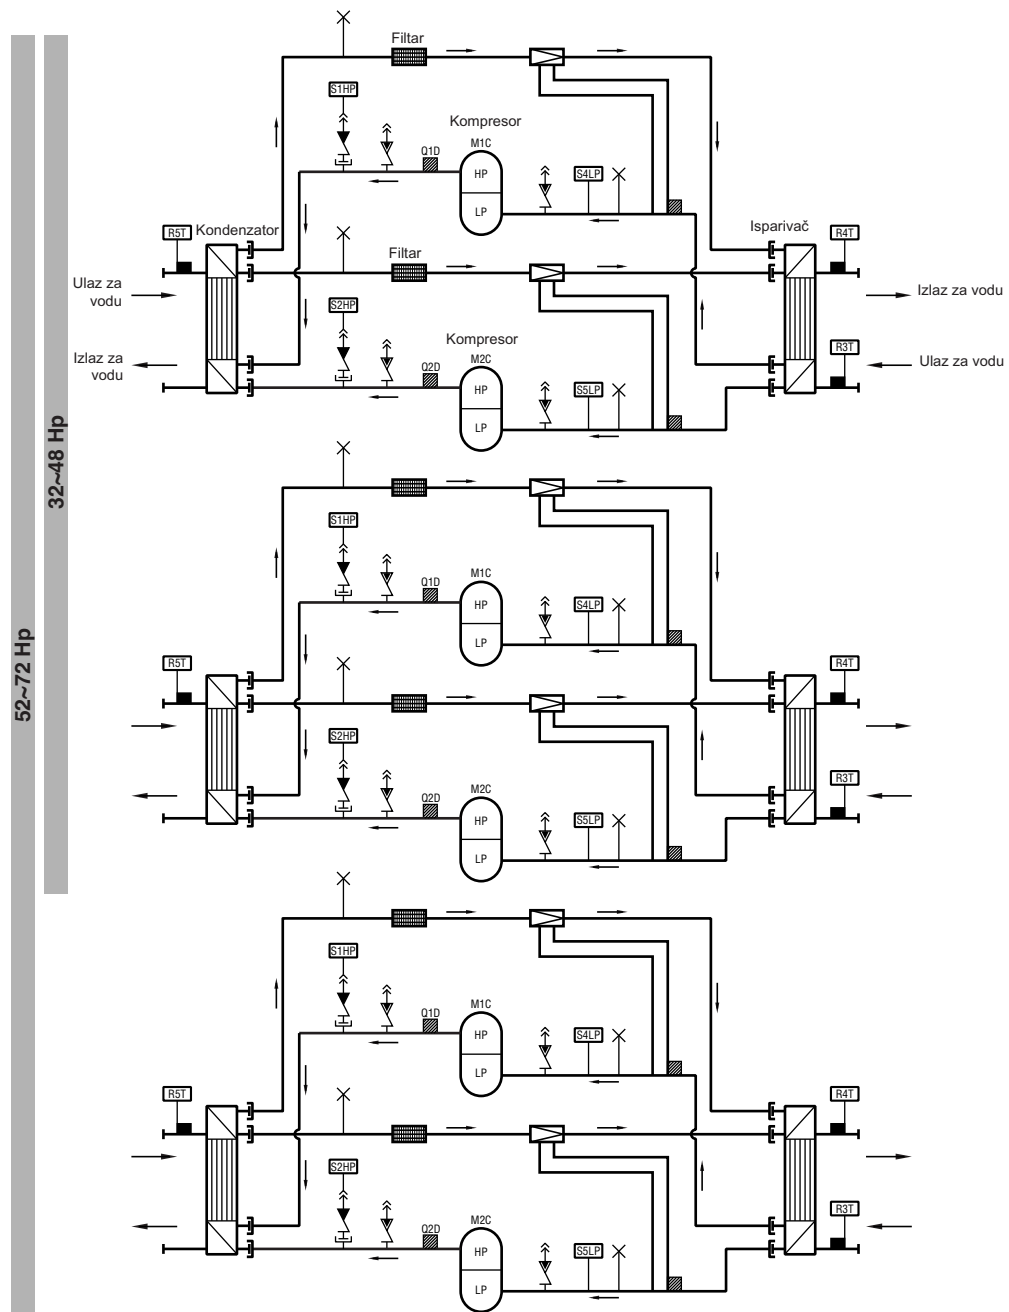 Filtar
S1HP
Kompresor
Q1D
M1C
HP
S4LP
LP
R5T
Kondenzator
Isparivač
R4T
Filtar
Ulaz za
vodu
Izlaz za vodu
S2HP
Kompresor
Izlaz za
vodu
Q2D
M2C
R3T
Ulaz za vodu
HP
S5LP
LP
32~48 Hp
52~72 Hp
S1HP
Q1D
M1C
HP
S4LP
LP
R5T
R4T
S2HP
Q2D
M2C
R3T
HP
S5LP
LP
S1HP
Q1D
M1C
HP
S4LP
LP
R5T
R4T
S2HP
Q2D
M2C
R3T
HP
S5LP
LP